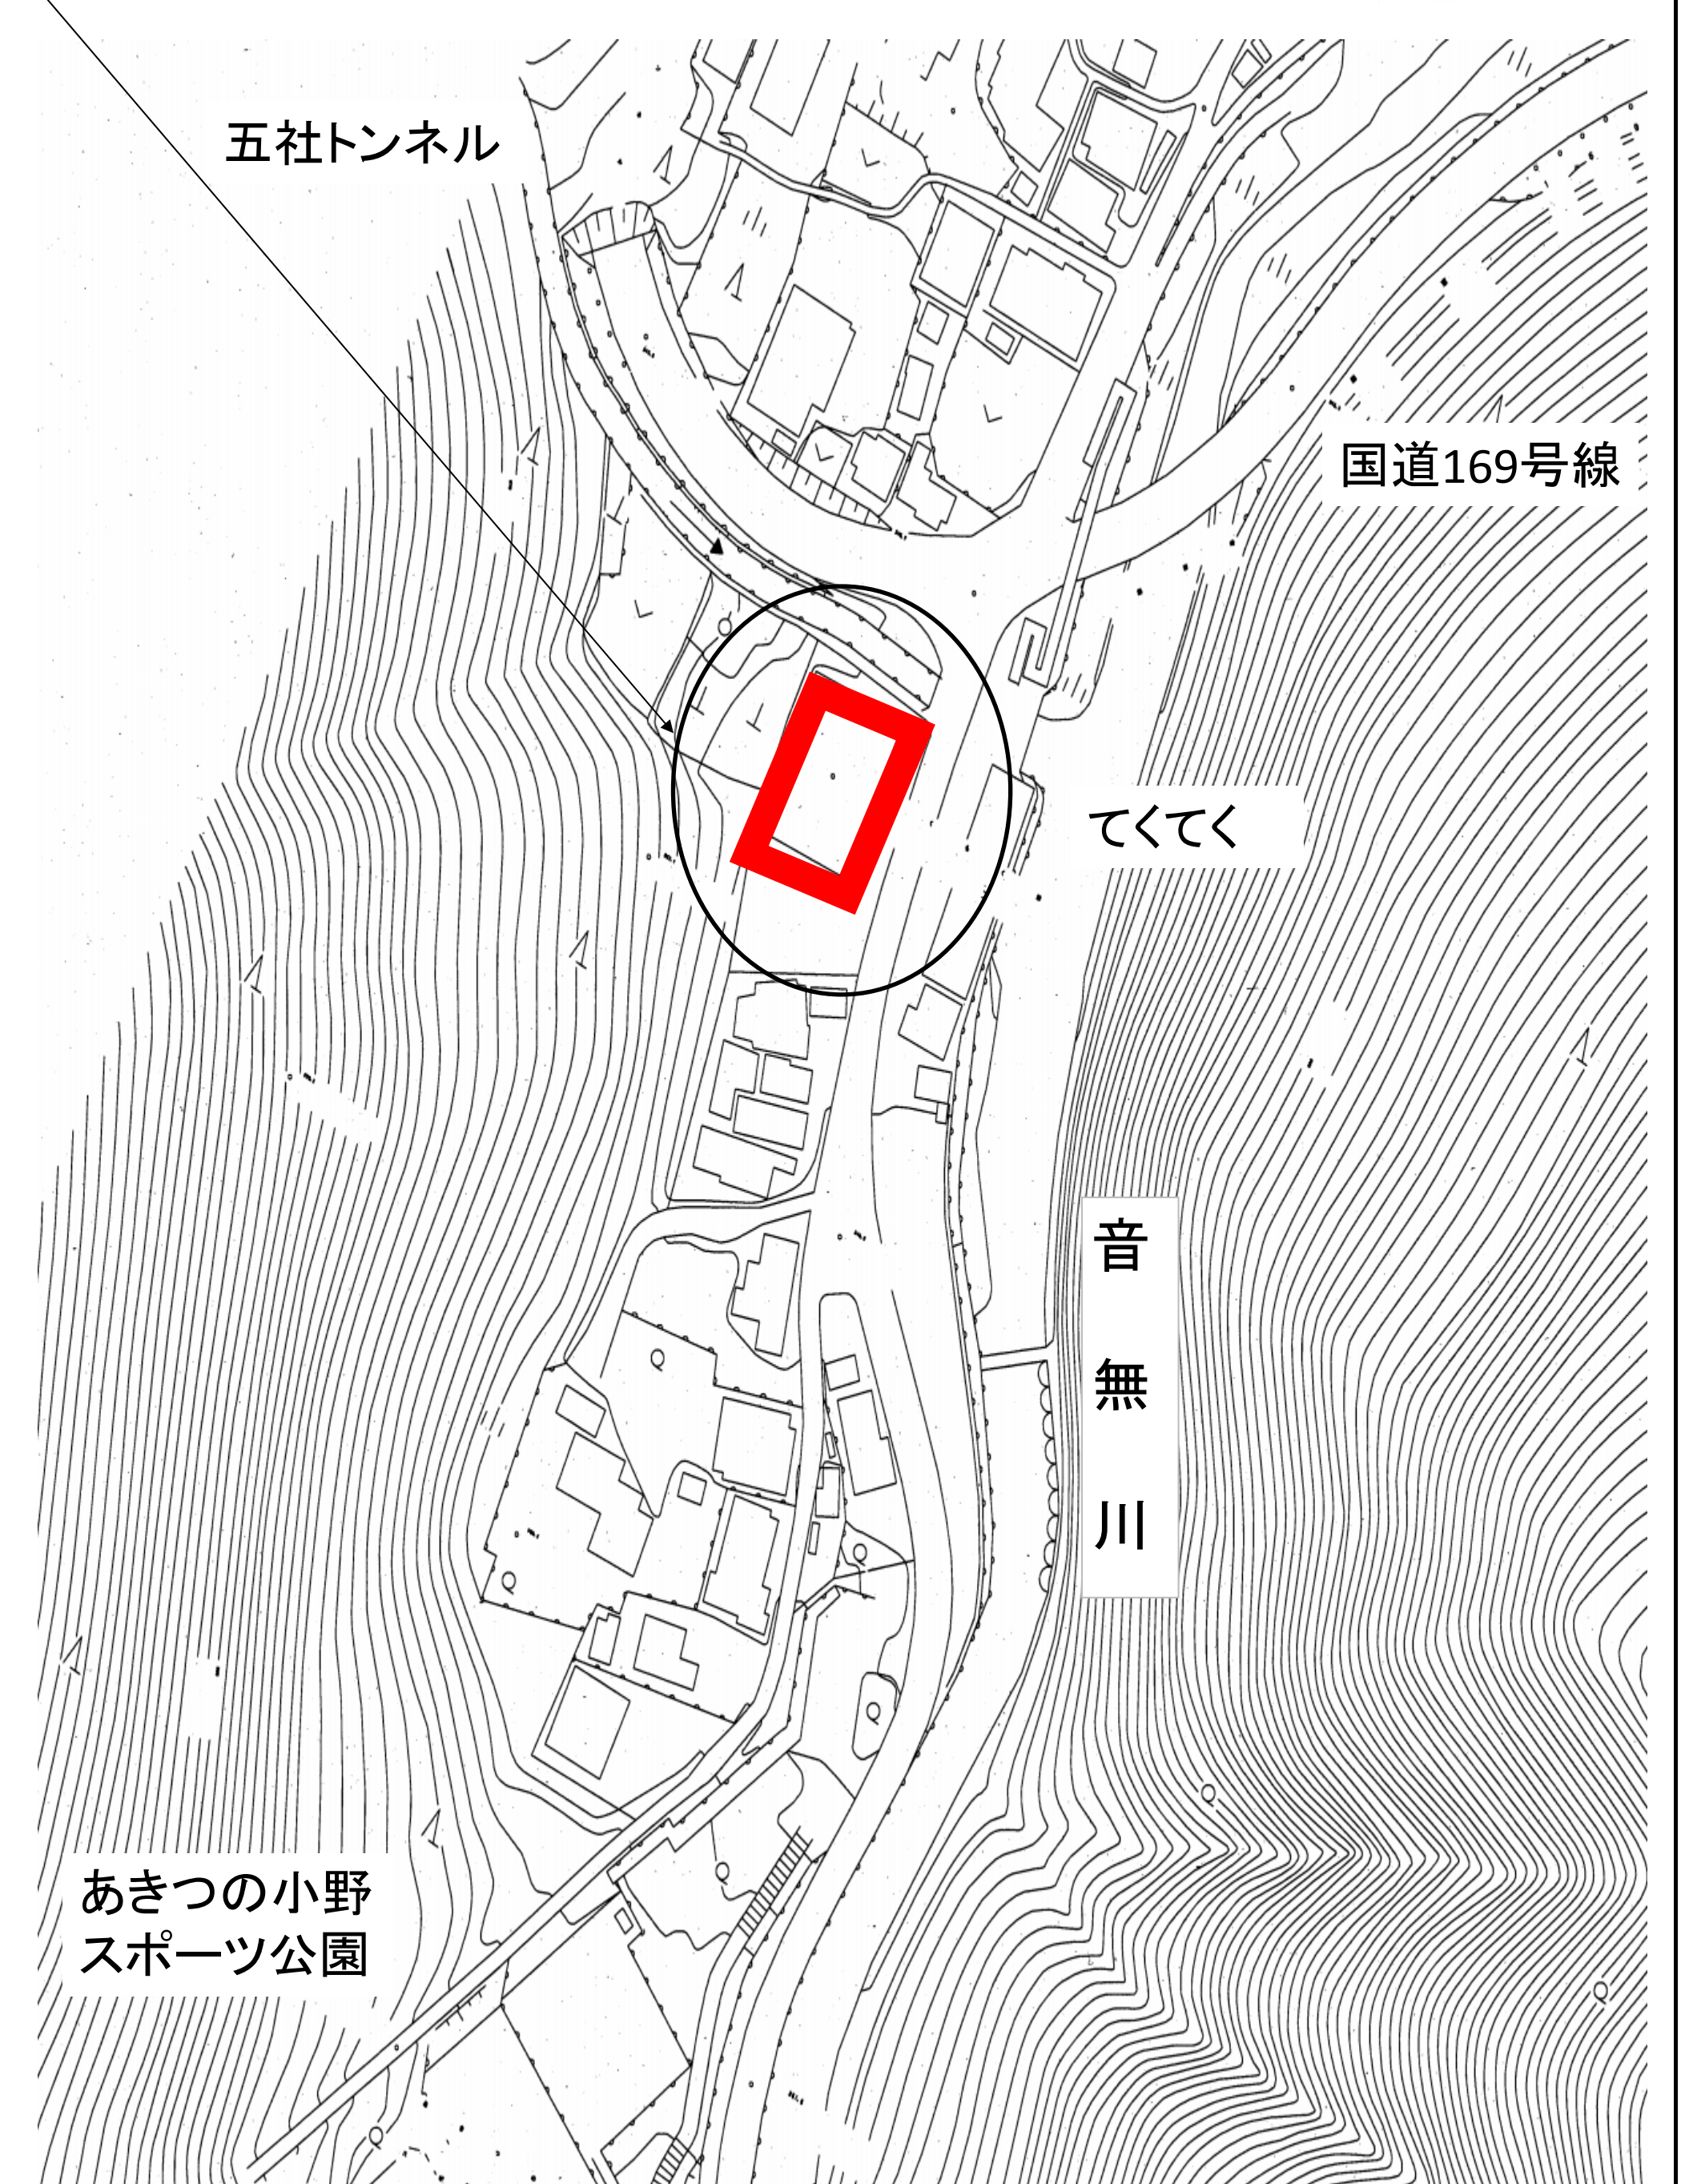 五社トンネル
国道169号線
てくてく
音無川
あきつの小野
スポーツ公園